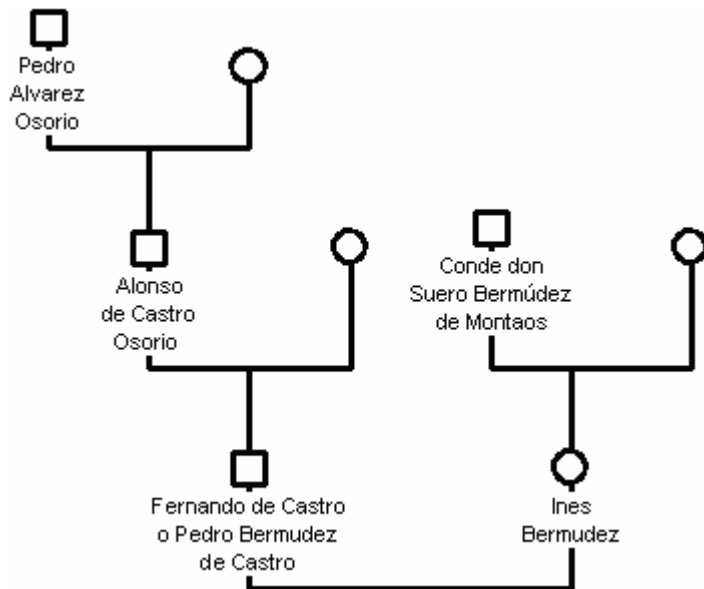 Pedro
Alvarez
Osorio
Alonso
de Castro
Osorio
Conde don
Suero Bermúdez
de Montaos
Fernando de Castro
o Pedro Bermudez
de Castro
Ines
Bermudez